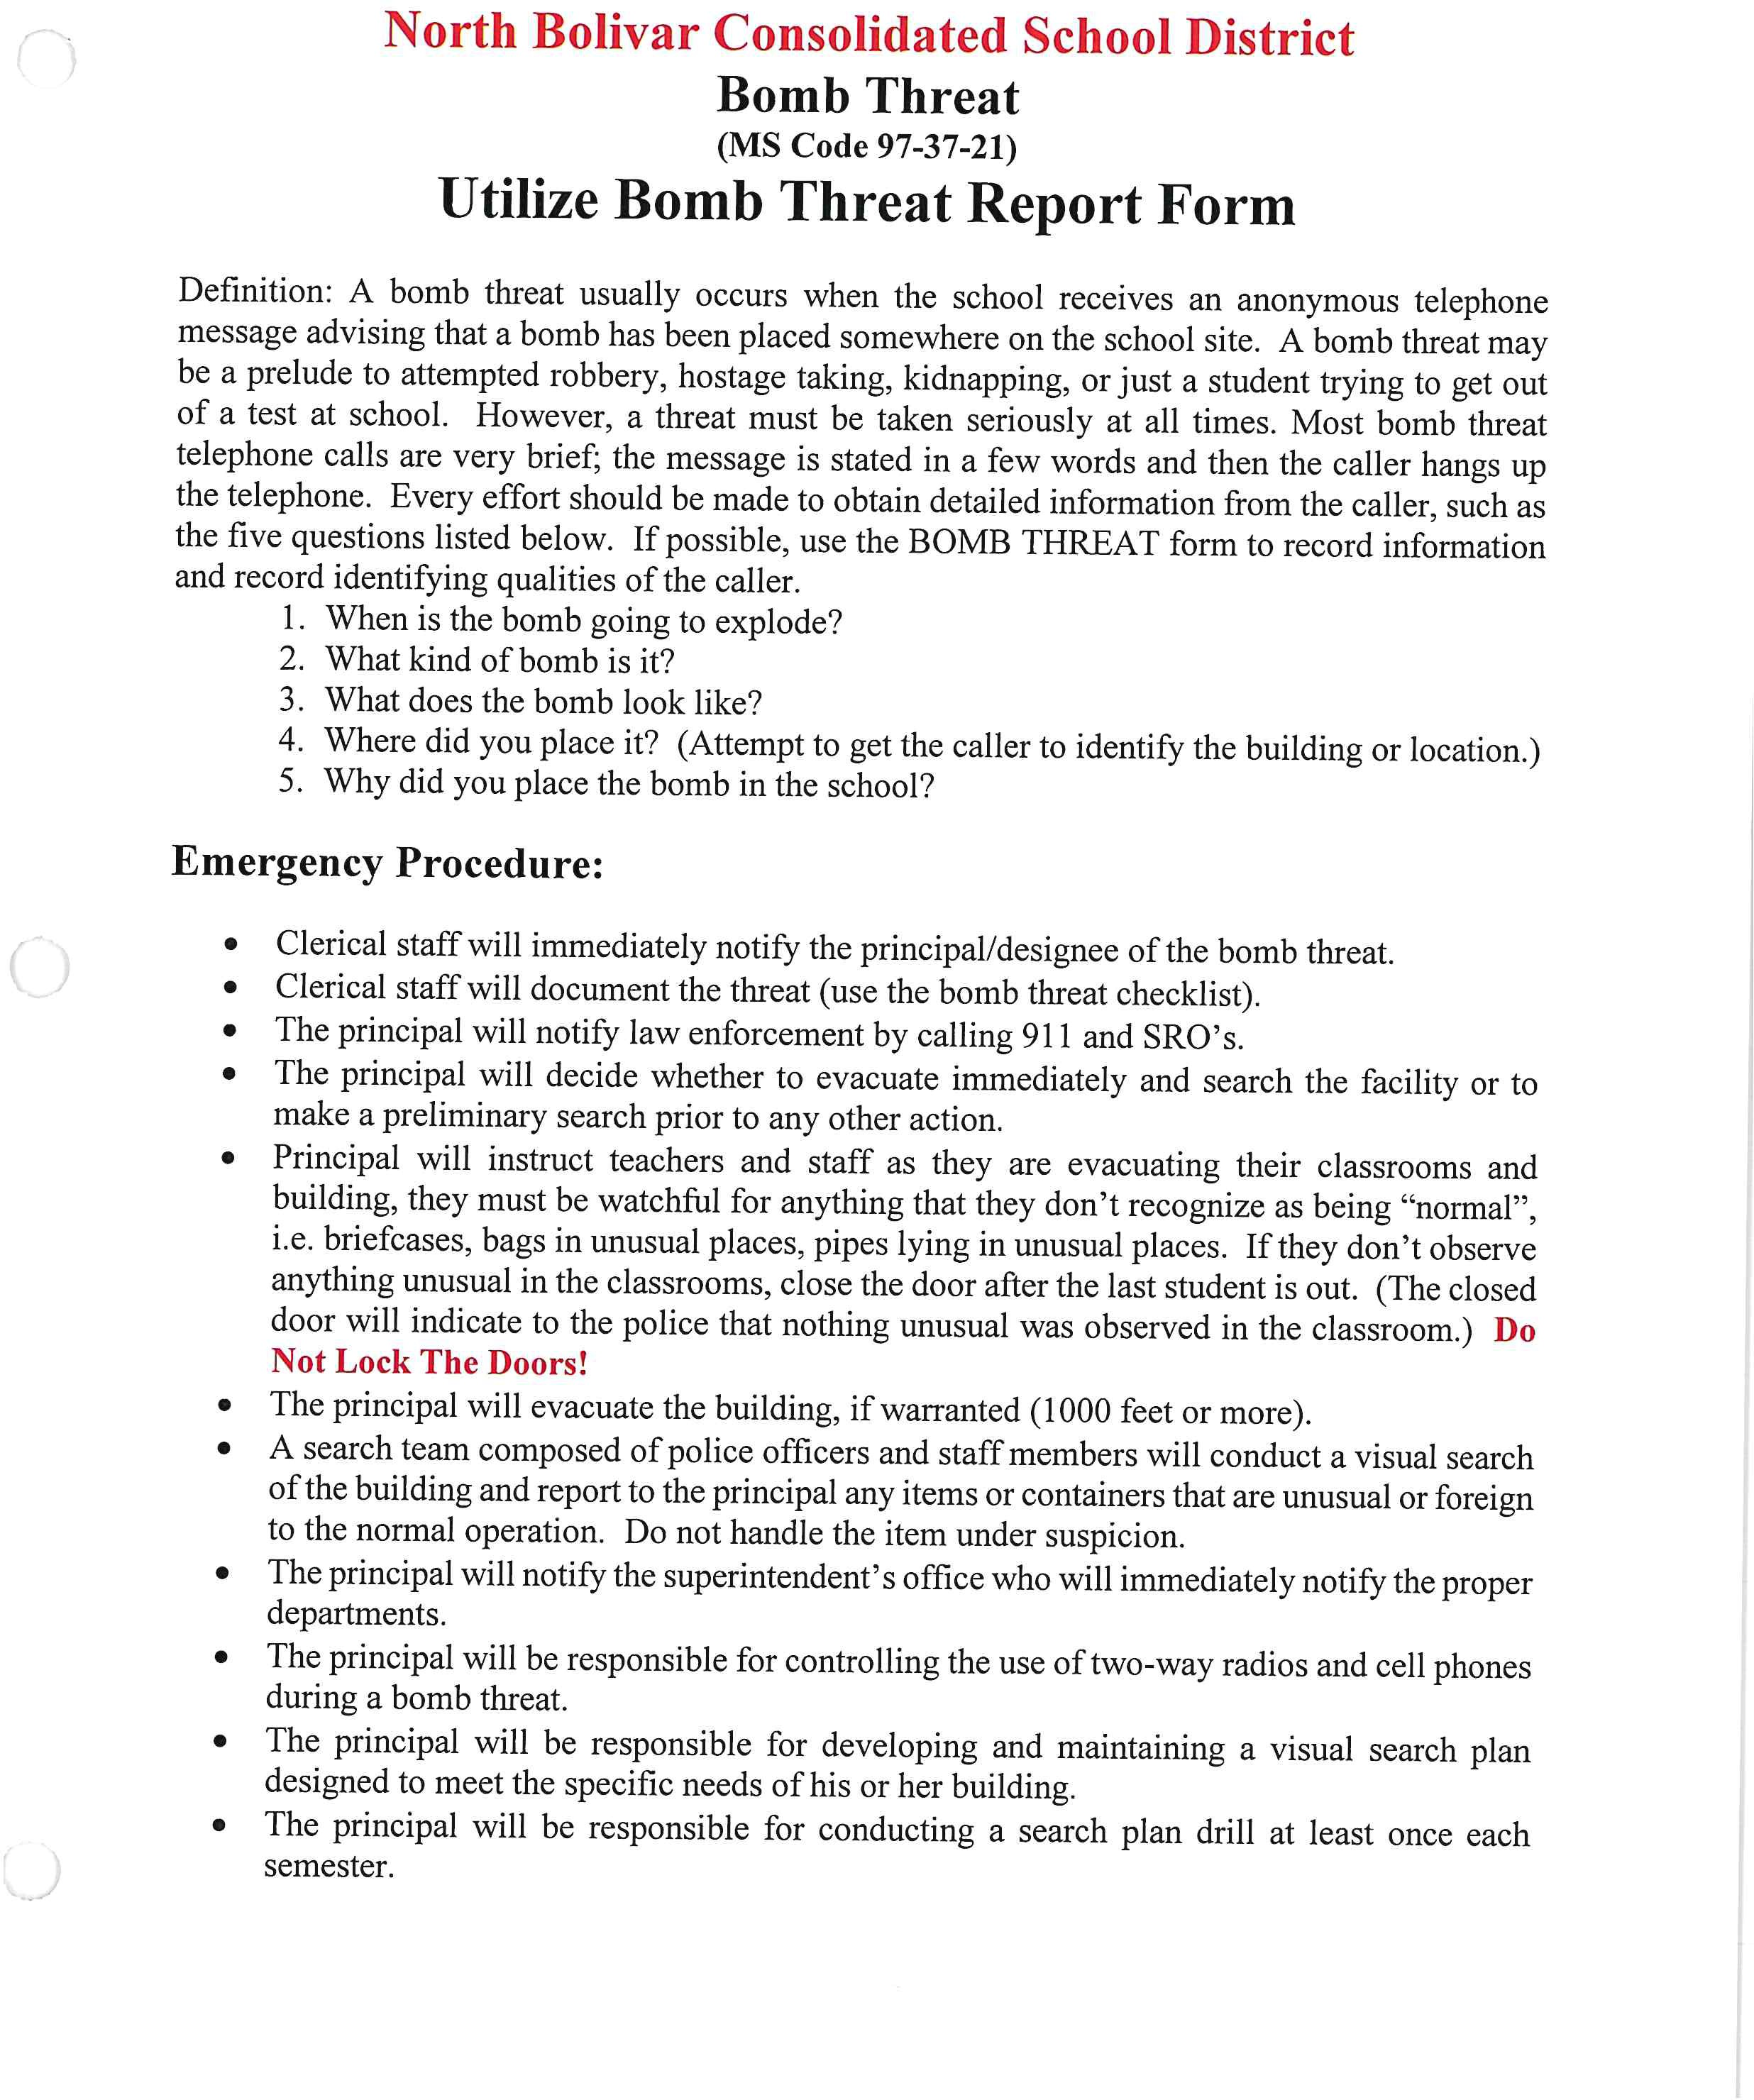 North Bolivar Consolidated School District
Bomb Threat
(MS Code 97-37-21)
Utilize Bomb Threat Report Form
Definition: A bomb threat usually occurs when the school receives an anonymous telephone
message advising that a bomb has been placed somewhere on the school site. A bomb threat may
be a prelude to attempted robbery, hostage taking, kidnapping, or just a student trying to get out
of a test at school. However, a threat must be taken seriously at all times. Most bomb threat
telephone calls are very brief; the message is stated in a few words and then the caller hangs up
the telephone. Every effort should be made to obtain detailed information from the caller, such as
the five questions listed below. If possible, use the BOMB THREAT form to record information
and record identifying qualities of the caller.
1. When is the bomb going to explode?
2. What kind of bomb is it?
3. What does the bomb look like?
4. Where did you place it? (Attempt to get the caller to identify the building or location.)
5. Why did you place the bomb in the school?
Emergency Procedure:
• Clerical staff will immediately notify the principal/designee of the bomb threat.
• Clerical staff will document the threat (use the bomb threat checklist).
• The principal will notify law enforcement by calling 911 and SRO's.
• The principal will decide whether to evacuate immediately and search the facility or to
make a preliminary search prior to any other action.
• Principal will instruct teachers and staff as they are evacuating their classrooms and
building, they must be watchful for anything that they don't recognize as being “normal”,
i.e. briefcases, bags in unusual places, pipes lying in unusual places. If they don't observe
anything unusual in the classrooms, close the door after the last student is out. (The closed
door will indicate to the police that nothing unusual was observed in the classroom.) Do
Not Lock The Doors!
• The principal will evacuate the building, if warranted (1000 feet or more).
• A search team composed of police officers and staff members will conduct a visual search
of the building and report to the principal any items or containers that are unusual or foreign
to the normal operation. Do not handle the item under suspicion.
• The principal will notify the superintendent's office who will immediately notify the proper
departments.
• The principal will be responsible for controlling the use of two-way radios and cell phones
during a bomb threat.
• The principal will be responsible for developing and maintaining a visual search plan
designed to meet the specific needs of his or her building.
• The principal will be responsible for conducting a search plan drill at least once each
semester.